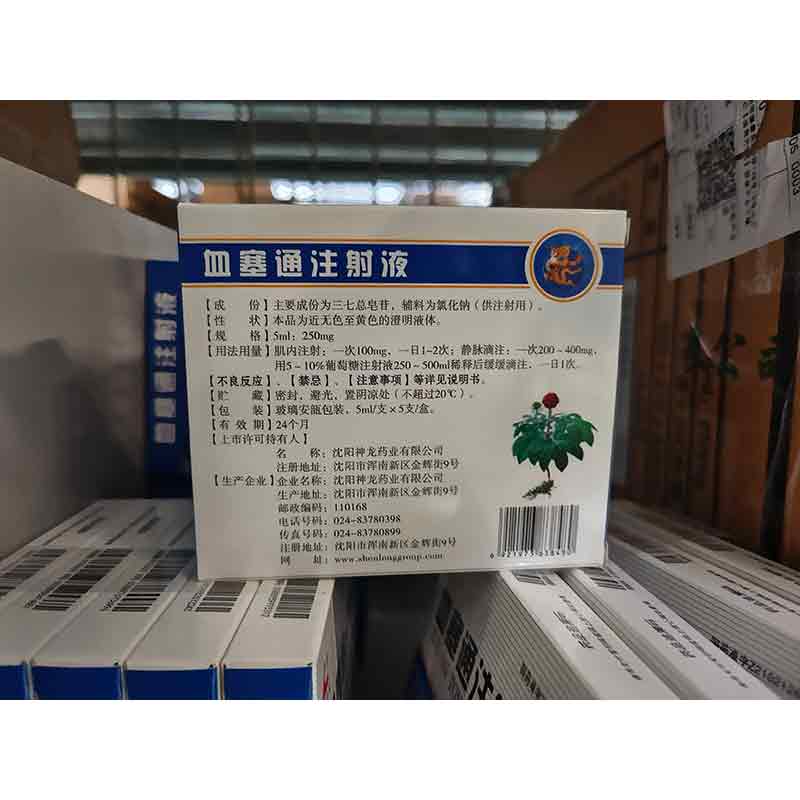 血塞通注射液
【成　份】主要成份为三七总皂苷，辅料为氯化钠（供注射用）。
【性　状】本品为近无色至黄色的澄明液体。
【规　格】5ml：250mg
【用法用量】肌内注射：一次100mg，一日1~2次；静脉滴注：一次200~400mg，
用5~10%葡萄糖注射液250~500ml稀释后缓缓滴注，一日1次。
【不良反应】、【禁忌】、【注意事项】等详见说明书。
【贮　藏】密封，避光，置阴凉处（不超过20℃）。
【包　装】玻璃安瓿包装，5ml/支×5支/盒。
【有 效 期】24个月
【上市许可持有人】
名　称：沈阳神龙药业有限公司
注册地址：沈阳市浑南新区金辉街9号
【生产企业】企业名称：沈阳神龙药业有限公司
生产地址：沈阳市浑南新区金辉街9号
邮政编码：110168
电话号码：024-83780398
传真号码：024-83780899
注册地址：沈阳市浑南新区金辉街9号
网　址：www.shenlonggroup.com
血塞通注射液